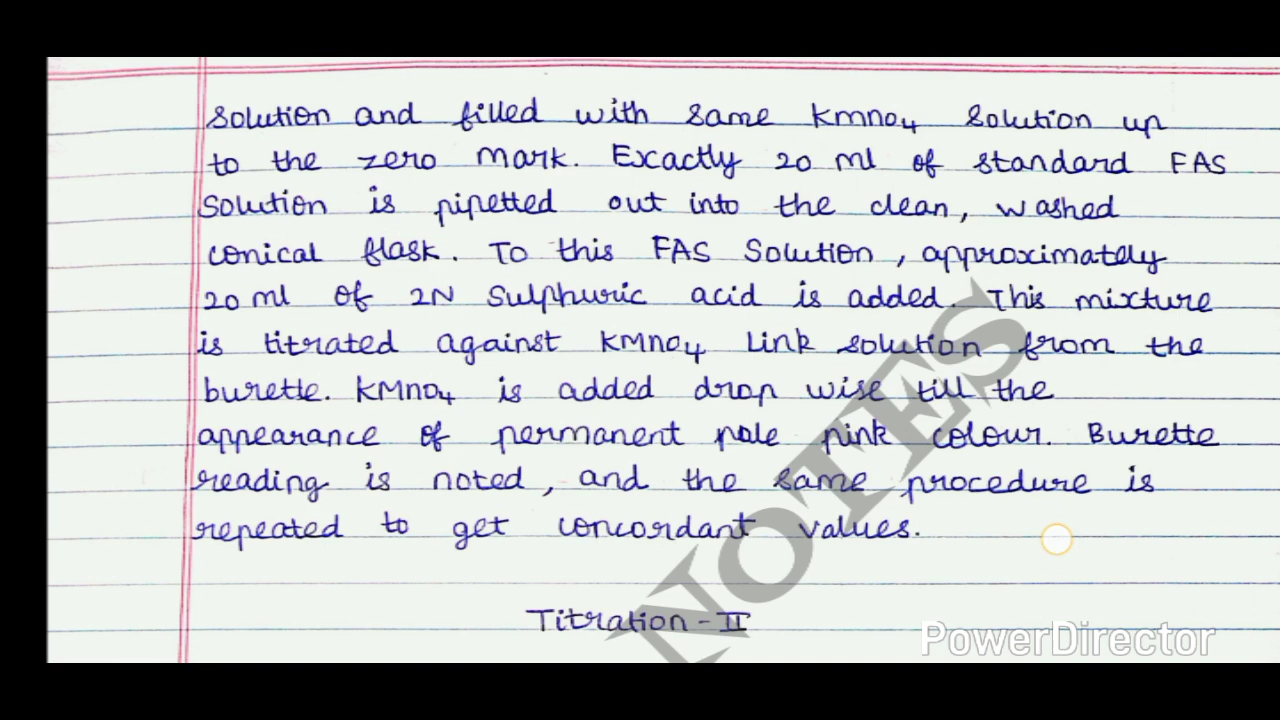 solution and filled with same KMnO4 solution up
to the zero mark. Exactly 20 ml of standard FAS
Solution is pipetted out into the clean, washed
conical flask. To this FAS Solution, approximately
20 ml of 2N Sulphuric acid is added. This mixture
is titrated against KMnO4 Link solution from the
burette. KMnO4 is added drop wise till the
appearance of permanent pale pink colour. Burette
reading is noted, and the same procedure is
repeated to get concordant values.
Titration - II
NOTES
PowerDirector